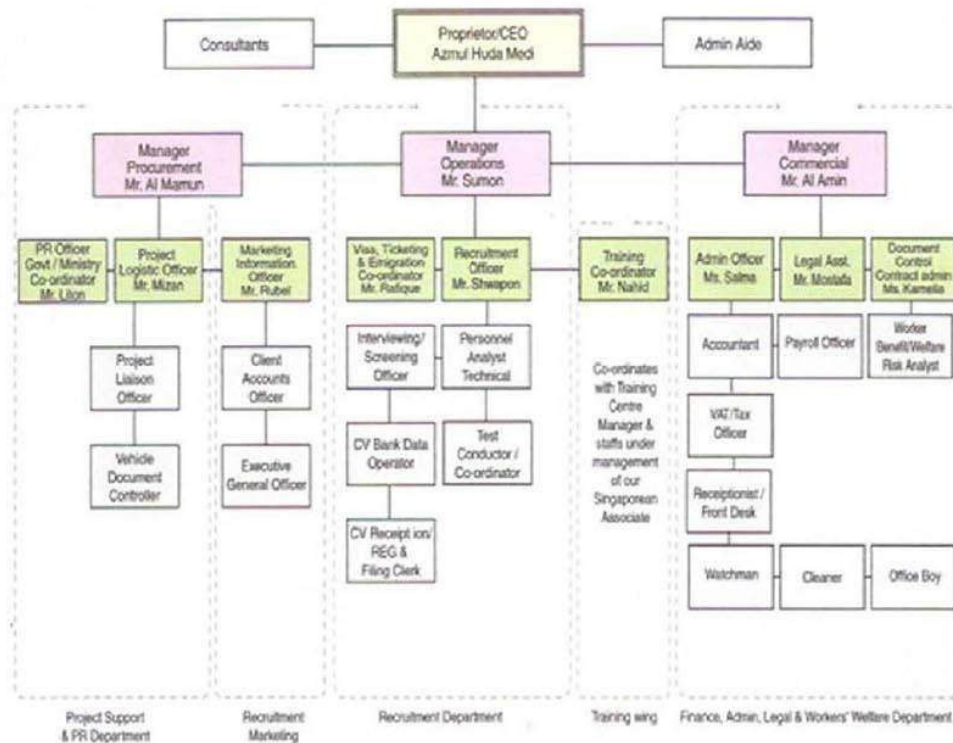 Consultants
Proprietor/CEO
Azmul Huda Medi
Admin Aide
Manager
Procurement
Mr. Al Mamun
Manager
Operations
Mr. Sumon
Manager
Commercial
Mr. Al Amin
PR Officer
Govt / Ministry
Co-ordinator
Mr. Liton
Project
Logistic Officer
Mr. Mizan
Marketing
Information
Officer
Mr. Rubel
Visa, Ticketing
& Emigration
Co-ordinator
Mr. Rafique
Recruitment
Officer
Mr. Shwapon
Training
Co-ordinator
Mr. Nahid
Admin Officer
Ms. Salma
Legal Asst.
Mr. Mostafa
Document
Control
Contract admin
Ms. Kamelia
Project
Liaison
Officer
Client
Accounts
Officer
Interviewing/
Screening
Officer
Personnel
Analyst
Technical
Co-ordinates
with Training
Centre
Manager &
staffs under
management
of our
Singaporean
Associate
Accountant
Payroll Officer
Worker
Benefit/Welfare
Risk Analyst
Vehicle
Document
Controller
Executive
General Officer
CV Bank Data
Operator
Test
Conductor /
Co-ordinator
VAT/Tax
Officer
Receiptionist /
Front Desk
CV Receipt ion/
REG &
Filing Clerk
Watchman
Cleaner
Office Boy
Project Support
& PR Department
Recruitment
Marketing
Recruitment Department
Training wing
Finance, Admin, Legal & Workers' Welfare Department